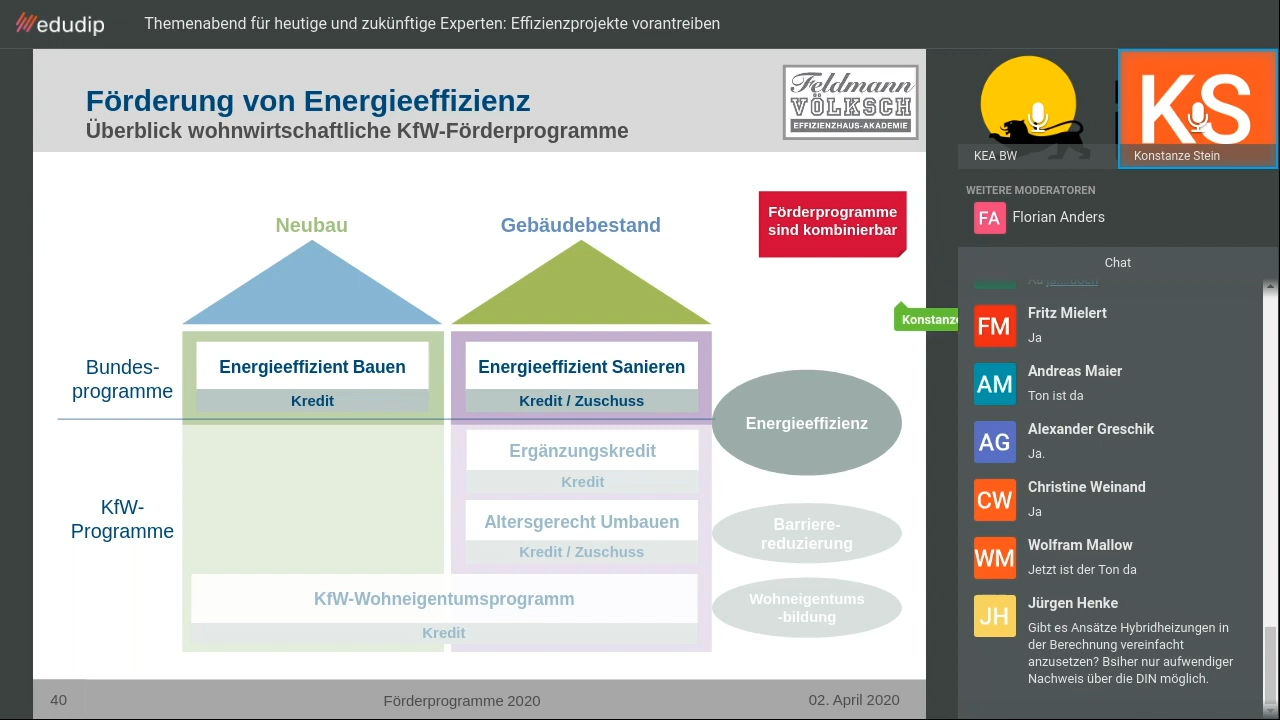 edudip
Themenabend für heutige und zukünftige Experten: Effizienzprojekte vorantreiben
Förderung von Energieeffizienz
Überblick wohnwirtschaftliche KfW-Förderprogramme
Feldmann
VÖLKSCH
EFFIZIENZHAUS-AKADEMIE
Neubau
Gebäudebestand
Förderprogramme
sind kombinierbar
Bundes-
programme
Energieeffizient Bauen
Kredit
Energieeffizient Sanieren
Kredit / Zuschuss
Energieeffizienz
KfW-
Programme
Ergänzungskredit
Kredit
Altersgerecht Umbauen
Kredit / Zuschuss
Barriere-
reduzierung
KfW-Wohneigentumsprogramm
Kredit
Wohneigentums
-bildung
40
Förderprogramme 2020
02. April 2020
Konstanze
KEA BW
KS
Konstanze Stein
WEITERE MODERATOREN
FA
Florian Anders
Chat
FM
Fritz Mielert
Ja
AM
Andreas Maier
Ton ist da
AG
Alexander Greschik
Ja.
CW
Christine Weinand
Ja
WM
Wolfram Mallow
Jetzt ist der Ton da
JH
Jürgen Henke
Gibt es Ansätze Hybridheizungen in
der Berechnung vereinfacht
anzusetzen? Bsiher nur aufwendiger
Nachweis über die DIN möglich.